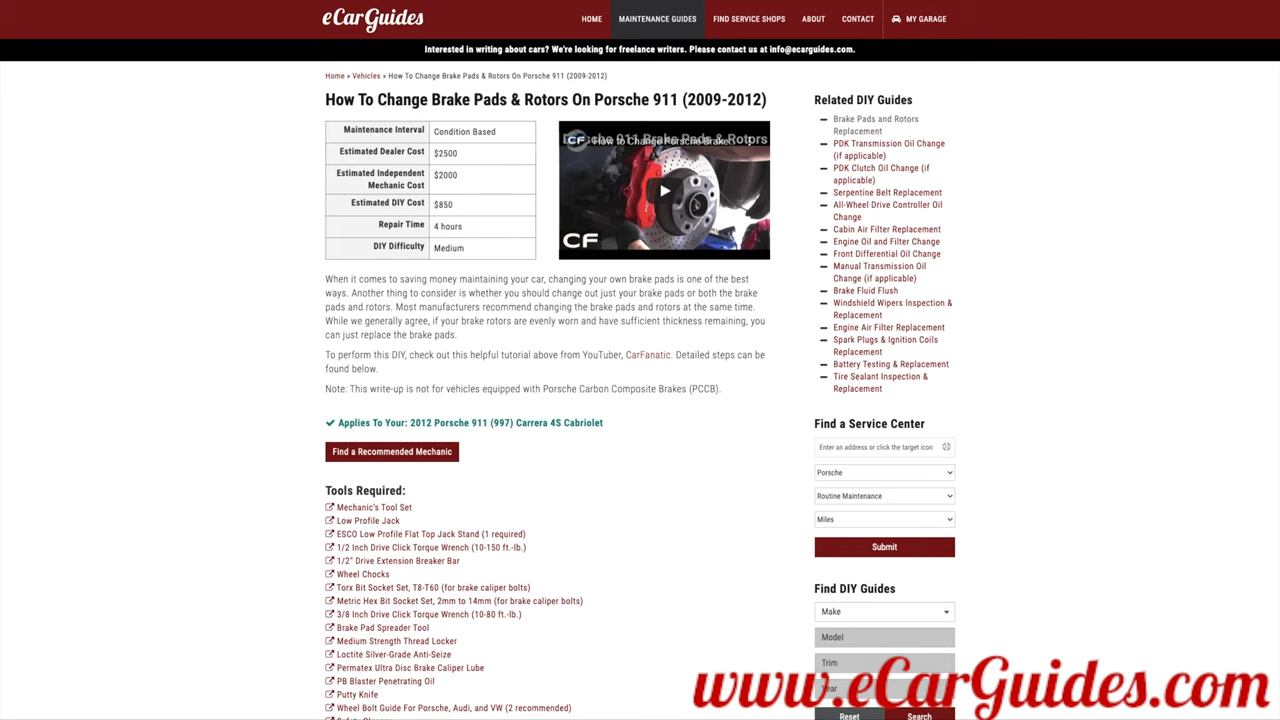 eCarGuides
HOME
MAINTENANCE GUIDES
FIND SERVICE SHOPS
ABOUT
CONTACT
MY GARAGE
Interested in writing about cars? We're looking for freelance writers. Please contact us at info@ecarguides.com.
Home » Vehicles » How To Change Brake Pads & Rotors On Porsche 911 (2009-2012)
How To Change Brake Pads & Rotors On Porsche 911 (2009-2012)
Maintenance Interval Condition Based
Estimated Dealer Cost $2500
Estimated Independent
Mechanic Cost $2000
Estimated DIY Cost $850
Repair Time 4 hours
DIY Difficulty Medium
Porsche 911 Brake Pads & Rotors
CF How to Change Porsche Brake
CF
When it comes to saving money maintaining your car, changing your own brake pads is one of the best
ways. Another thing to consider is whether you should change out just your brake pads or both the brake
pads and rotors. Most manufacturers recommend changing the brake pads and rotors at the same time.
While we generally agree, if your brake rotors are evenly worn and have sufficient thickness remaining, you
can just replace the brake pads.
To perform this DIY, check out this helpful tutorial above from YouTuber, CarFanatic. Detailed steps can be
found below.
Note: This write-up is not for vehicles equipped with Porsche Carbon Composite Brakes (PCCB).
Applies To Your: 2012 Porsche 911 (997) Carrera 4S Cabriolet
Find a Recommended Mechanic
Tools Required:
Mechanic's Tool Set
Low Profile Jack
ESCO Low Profile Flat Top Jack Stand (1 required)
1/2 Inch Drive Click Torque Wrench (10-150 ft.-lb.)
1/2" Drive Extension Breaker Bar
Wheel Chocks
Torx Bit Socket Set, T8-T60 (for brake caliper bolts)
Metric Hex Bit Socket Set, 2mm to 14mm (for brake caliper bolts)
3/8 Inch Drive Click Torque Wrench (10-80 ft.-lb.)
Brake Pad Spreader Tool
Medium Strength Thread Locker
Loctite Silver-Grade Anti-Seize
Permatex Ultra Disc Brake Caliper Lube
PB Blaster Penetrating Oil
Putty Knife
Wheel Bolt Guide For Porsche, Audi, and VW (2 recommended)
Related DIY Guides
Brake Pads and Rotors
Replacement
PDK Transmission Oil Change
(if applicable)
PDK Clutch Oil Change (if
applicable)
Serpentine Belt Replacement
All-Wheel Drive Controller Oil
Change
Cabin Air Filter Replacement
Engine Oil and Filter Change
Front Differential Oil Change
Manual Transmission Oil
Change (if applicable)
Brake Fluid Flush
Windshield Wipers Inspection &
Replacement
Engine Air Filter Replacement
Spark Plugs & Ignition Coils
Replacement
Battery Testing & Replacement
Tire Sealant Inspection &
Replacement
Find a Service Center
Enter an address or click the target icon
Porsche
Routine Maintenance
Miles
Submit
Find DIY Guides
Make
Model
Trim
Year
Reset
Search
www.eCarGuides.com